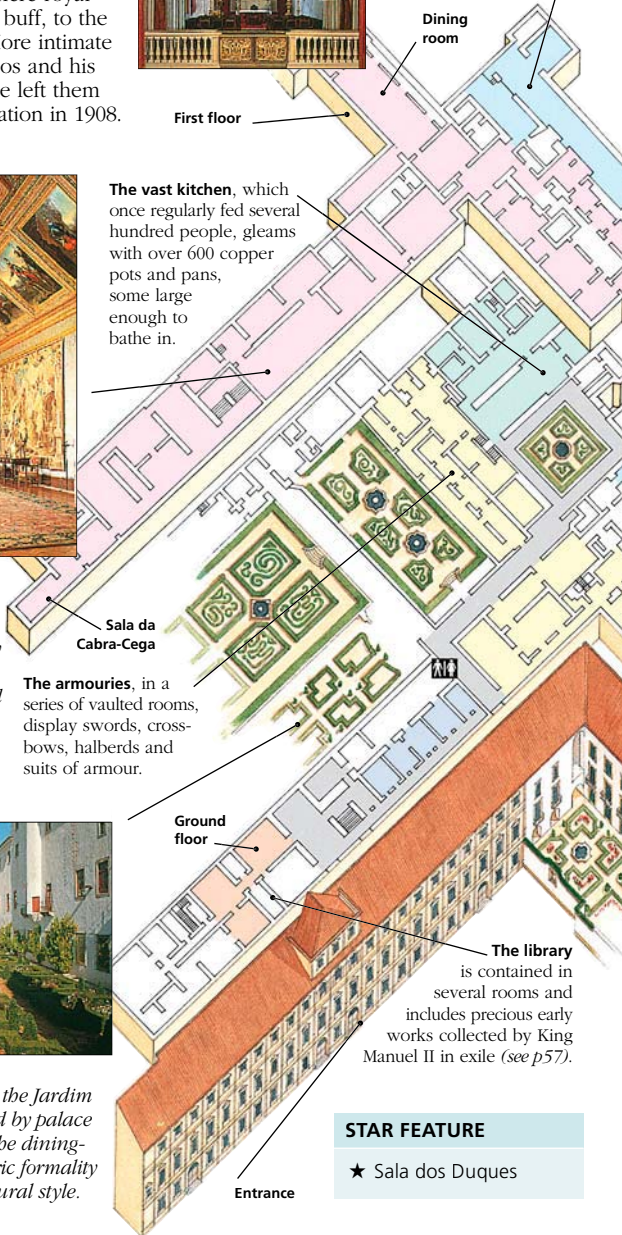 buff, to the
More intimate
os and his
e left them
ation in 1908.
Dining
room
First floor
The vast kitchen, which
once regularly fed several
hundred people, gleams
with over 600 copper
pots and pans,
some large
enough to
bathe in.
Sala da
Cabra-Cega
The armouries, in a
series of vaulted rooms,
display swords, cross-
bows, halberds and
suits of armour.
Ground
floor
The library
is contained in
several rooms and
includes precious early
works collected by King
Manuel II in exile (see p57).
the Jardim
d by palace
be dining-
ric formality
ural style.
Entrance
STAR FEATURE
★ Sala dos Duques